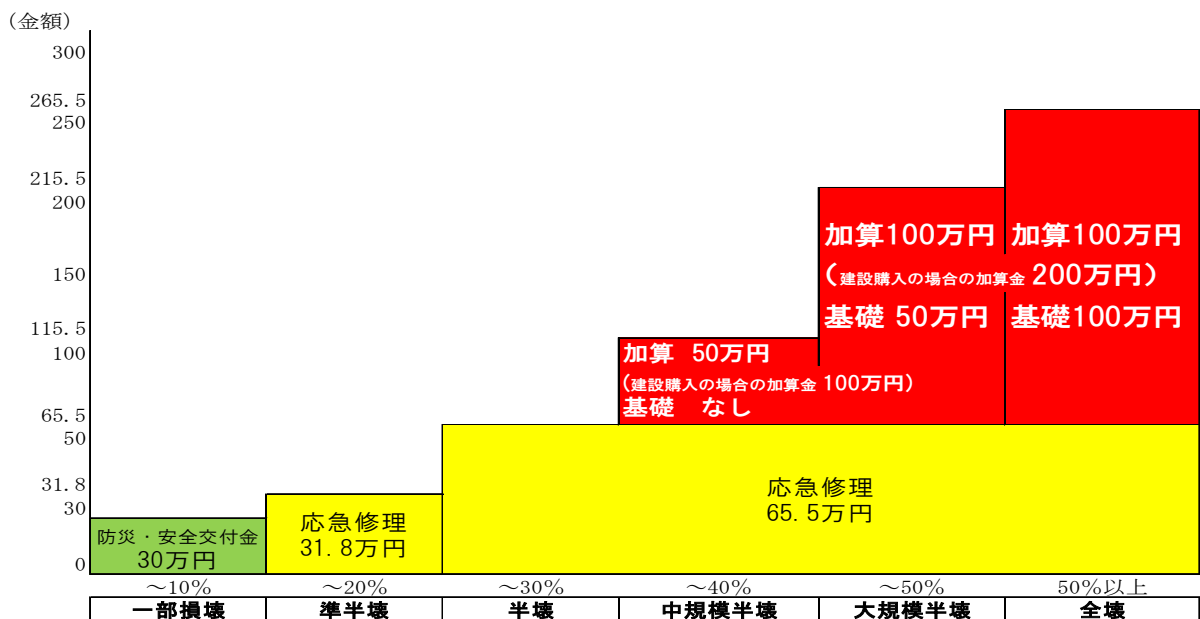 （金額）
300
265.5
250
215.5
200
150
115.5
100
65.5
50
31.8
30
0
加算100万円
加算100万円
（建設購入の場合の加算金 200万円）
基礎 50万円
基礎100万円
加算 50万円
（建設購入の場合の加算金 100万円）
基礎 なし
応急修理
65.5万円
応急修理
31.8万円
防災・安全交付金
30万円
～10%
～20%
～30%
～40%
～50%
50%以上
一部損壊
準半壊
半壊
中規模半壊
大規模半壊
全壊